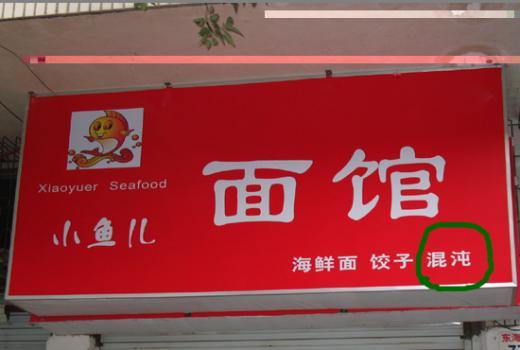 Xiaoyuer Seafood
小鱼儿
面馆
海鲜面 饺子 混沌